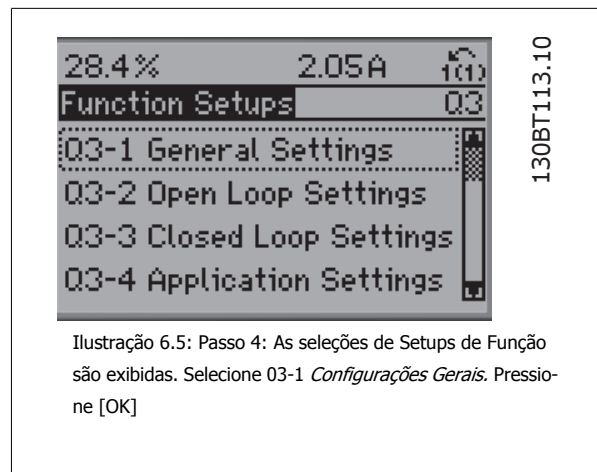 28.4% 2.05A 1(1)
Function Setups Q3
Q3-1 General Settings
Q3-2 Open Loop Settings
Q3-3 Closed Loop Settings
Q3-4 Application Settings
130BT113.10
Ilustração 6.5: Passo 4: As seleções de Setups de Função
são exibidas. Selecione 03-1 Configurações Gerais. Pressio-
ne [OK]